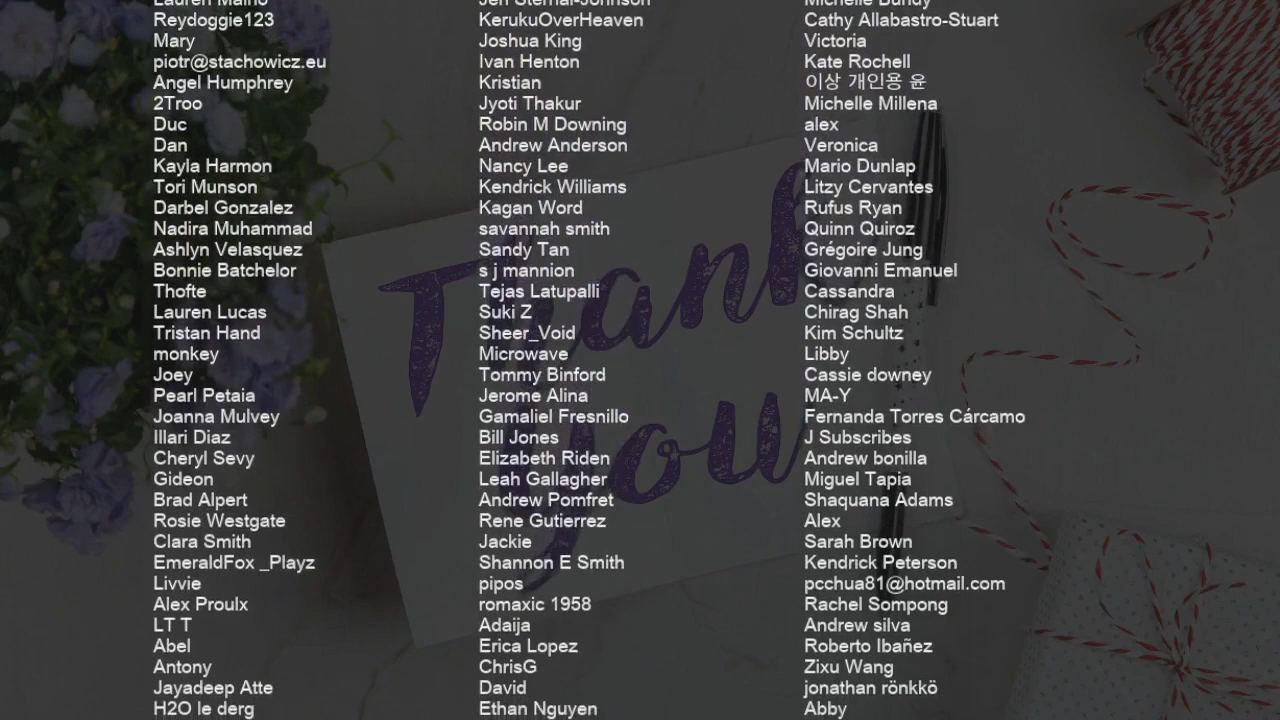 Lauren Maino
Reydoggie123
Mary
piotr@stachowicz.eu
Angel Humphrey
2Troo
Duc
Dan
Kayla Harmon
Tori Munson
Darbel Gonzalez
Nadira Muhammad
Ashlyn Velasquez
Bonnie Batchelor
Thofte
Lauren Lucas
Tristan Hand
monkey
Joey
Pearl Petaia
Joanna Mulvey
Illari Diaz
Cheryl Sevy
Gideon
Brad Alpert
Rosie Westgate
Clara Smith
EmeraldFox _Playz
Livvie
Alex Proulx
LT T
Abel
Antony
Jayadeep Atte
H2O le derg
Jen Sternal-Johnson
KerukuOverHeaven
Joshua King
Ivan Henton
Kristian
Jyoti Thakur
Robin M Downing
Andrew Anderson
Nancy Lee
Kendrick Williams
Kagan Word
savannah smith
Sandy Tan
s j mannion
Tejas Latupalli
Suki Z
Sheer_Void
Microwave
Tommy Binford
Jerome Alina
Gamaliel Fresnillo
Bill Jones
Elizabeth Riden
Leah Gallagher
Andrew Pomfret
Rene Gutierrez
Jackie
Shannon E Smith
pipos
romaxic 1958
Adaija
Erica Lopez
ChrisG
David
Ethan Nguyen
Michelle Bundy
Cathy Allabastro-Stuart
Victoria
Kate Rochell
이상 개인용 윤
Michelle Millena
alex
Veronica
Mario Dunlap
Litzy Cervantes
Rufus Ryan
Quinn Quiroz
Grégoire Jung
Giovanni Emanuel
Cassandra
Chirag Shah
Kim Schultz
Libby
Cassie downey
MA-Y
Fernanda Torres Cárcamo
J Subscribes
Andrew bonilla
Miguel Tapia
Shaquana Adams
Alex
Sarah Brown
Kendrick Peterson
pcchua81@hotmail.com
Rachel Sompong
Andrew silva
Roberto Ibañez
Zixu Wang
jonathan rönkkö
Abby
Thank
you